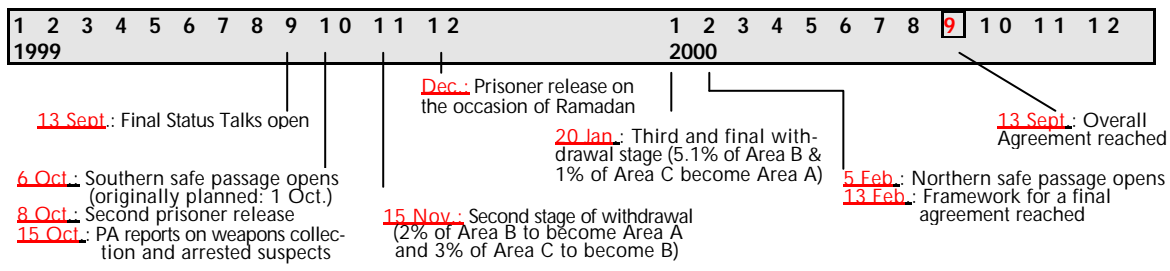 1 2 3 4 5 6 7 8 9 10 11 12 1 2 3 4 5 6 7 8 9 10 11 12
1999 2000
13 Sept.: Final Status Talks open
6 Oct.: Southern safe passage opens
(originally planned: 1 Oct.)
8 Oct.: Second prisoner release
15 Oct.: PA reports on weapons collec-
tion and arrested suspects
15 Nov.: Second stage of withdrawal
(2% of Area B to become Area A
and 3% of Area C to become B)
Dec.: Prisoner release on
the occasion of Ramadan
20 Jan.: Third and final with-
drawal stage (5.1% of Area B &
1% of Area C become Area A)
5 Feb.: Northern safe passage opens
13 Feb.: Framework for a final
agreement reached
13 Sept.: Overall
Agreement reached